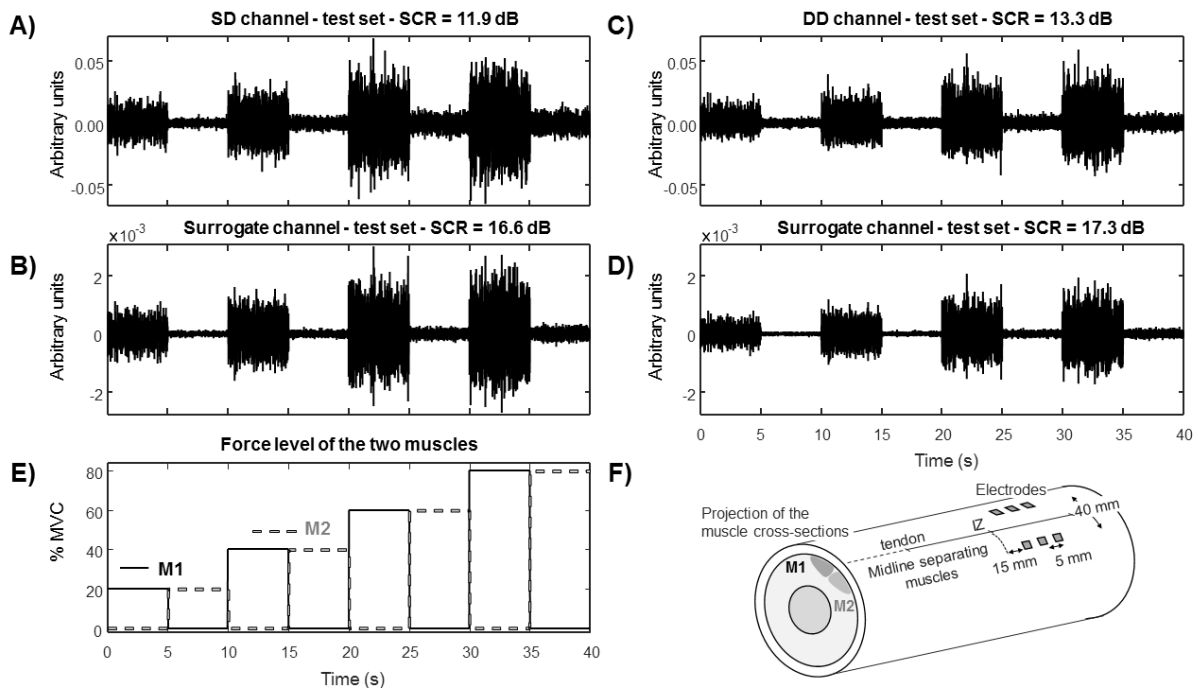 A)
SD channel - test set - SCR = 11.9 dB
Arbitrary units
0.05
0.00
-0.05
B)
Surrogate channel - test set - SCR = 16.6 dB
×10⁻³
Arbitrary units
2
0
-2
C)
DD channel - test set - SCR = 13.3 dB
Arbitrary units
0.05
0.00
-0.05
D)
Surrogate channel - test set - SCR = 17.3 dB
×10⁻³
Arbitrary units
2
0
-2
0 5 10 15 20 25 30 35 40
Time (s)
E)
Force level of the two muscles
% MVC
80
60
40
20
0
M1
M2
0 5 10 15 20 25 30 35 40
Time (s)
F)
Electrodes
Projection of the
muscle cross-sections
IZ
40 mm
tendon
Midline separating
muscles
15 mm
5 mm
M1
M2